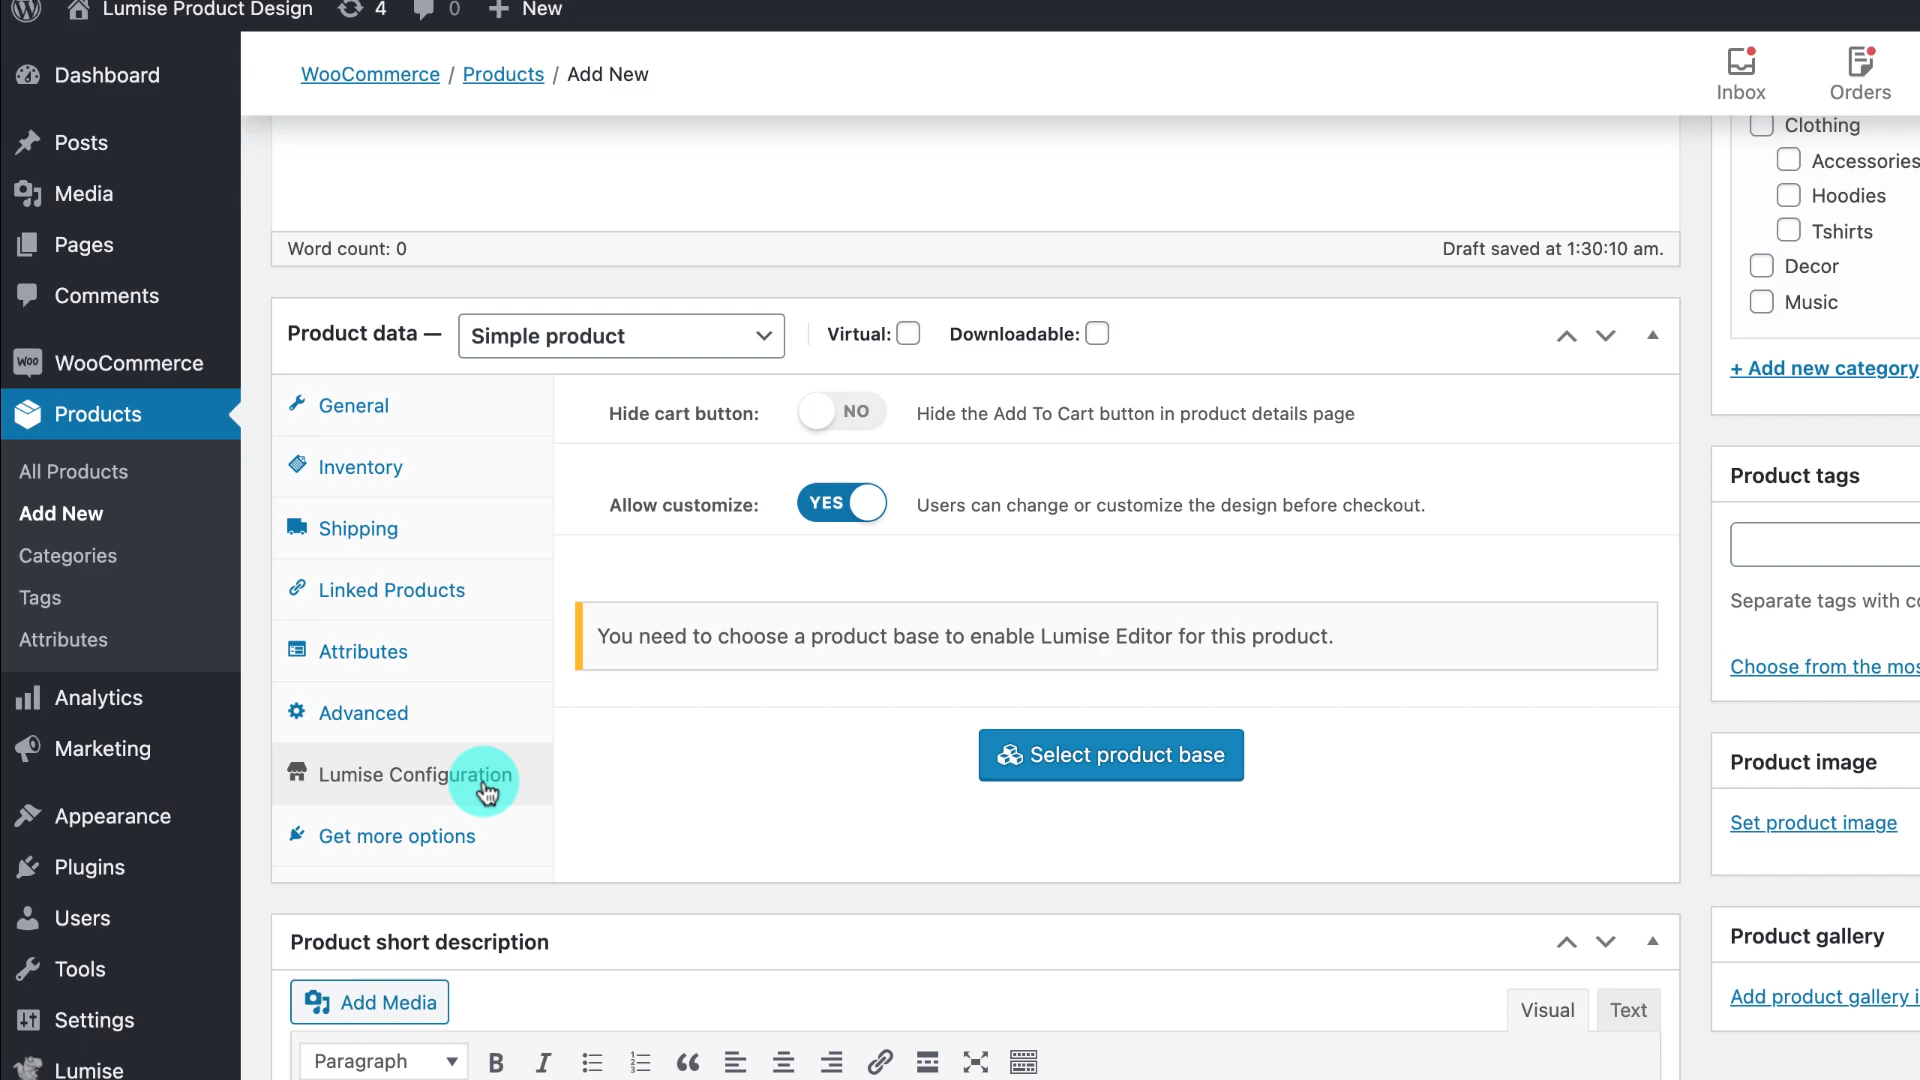 Lumise Product Design 4 0 New
Dashboard
Posts
Media
Pages
Comments
WooCommerce
Products
All Products
Add New
Categories
Tags
Attributes
Analytics
Marketing
Appearance
Plugins
Users
Tools
Settings
Lumise
WooCommerce / Products / Add New
Inbox
Orders
Word count: 0
Draft saved at 1:30:10 am.
Product data —
Simple product
Virtual:
Downloadable:
General
Inventory
Shipping
Linked Products
Attributes
Advanced
Lumise Configuration
Get more options
Hide cart button:
NO
Hide the Add To Cart button in product details page
Allow customize:
YES
Users can change or customize the design before checkout.
You need to choose a product base to enable Lumise Editor for this product.
Select product base
Product short description
Add Media
Visual
Text
Paragraph
Clothing
Accessories
Hoodies
Tshirts
Decor
Music
+ Add new category
Product tags
Separate tags with
Choose from the
Product image
Set product image
Product gallery
Add product gallery